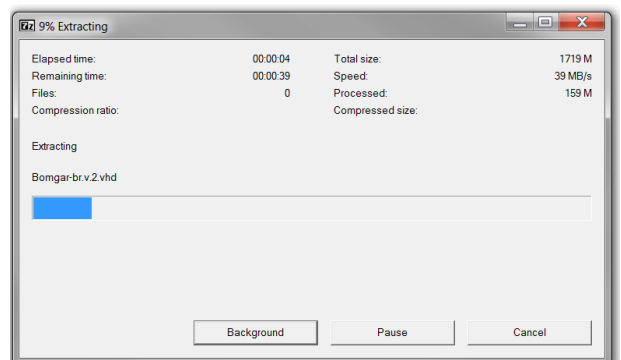 7z 9% Extracting
Elapsed time: 00:00:04 Total size: 1719 M
Remaining time: 00:00:39 Speed: 39 MB/s
Files: 0 Processed: 159 M
Compression ratio: Compressed size:
Extracting
Bomgar-br.v.2.vhd
Background Pause Cancel